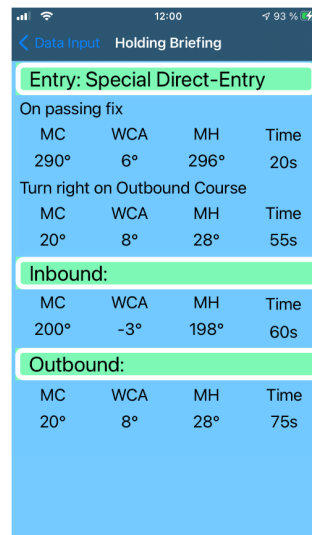 12:00 93 %
Data Input Holding Briefing
Entry: Special Direct-Entry
On passing fix
MC WCA MH Time
290° 6° 296° 20s
Turn right on Outbound Course
MC WCA MH Time
20° 8° 28° 55s
Inbound:
MC WCA MH Time
200° -3° 198° 60s
Outbound:
MC WCA MH Time
20° 8° 28° 75s